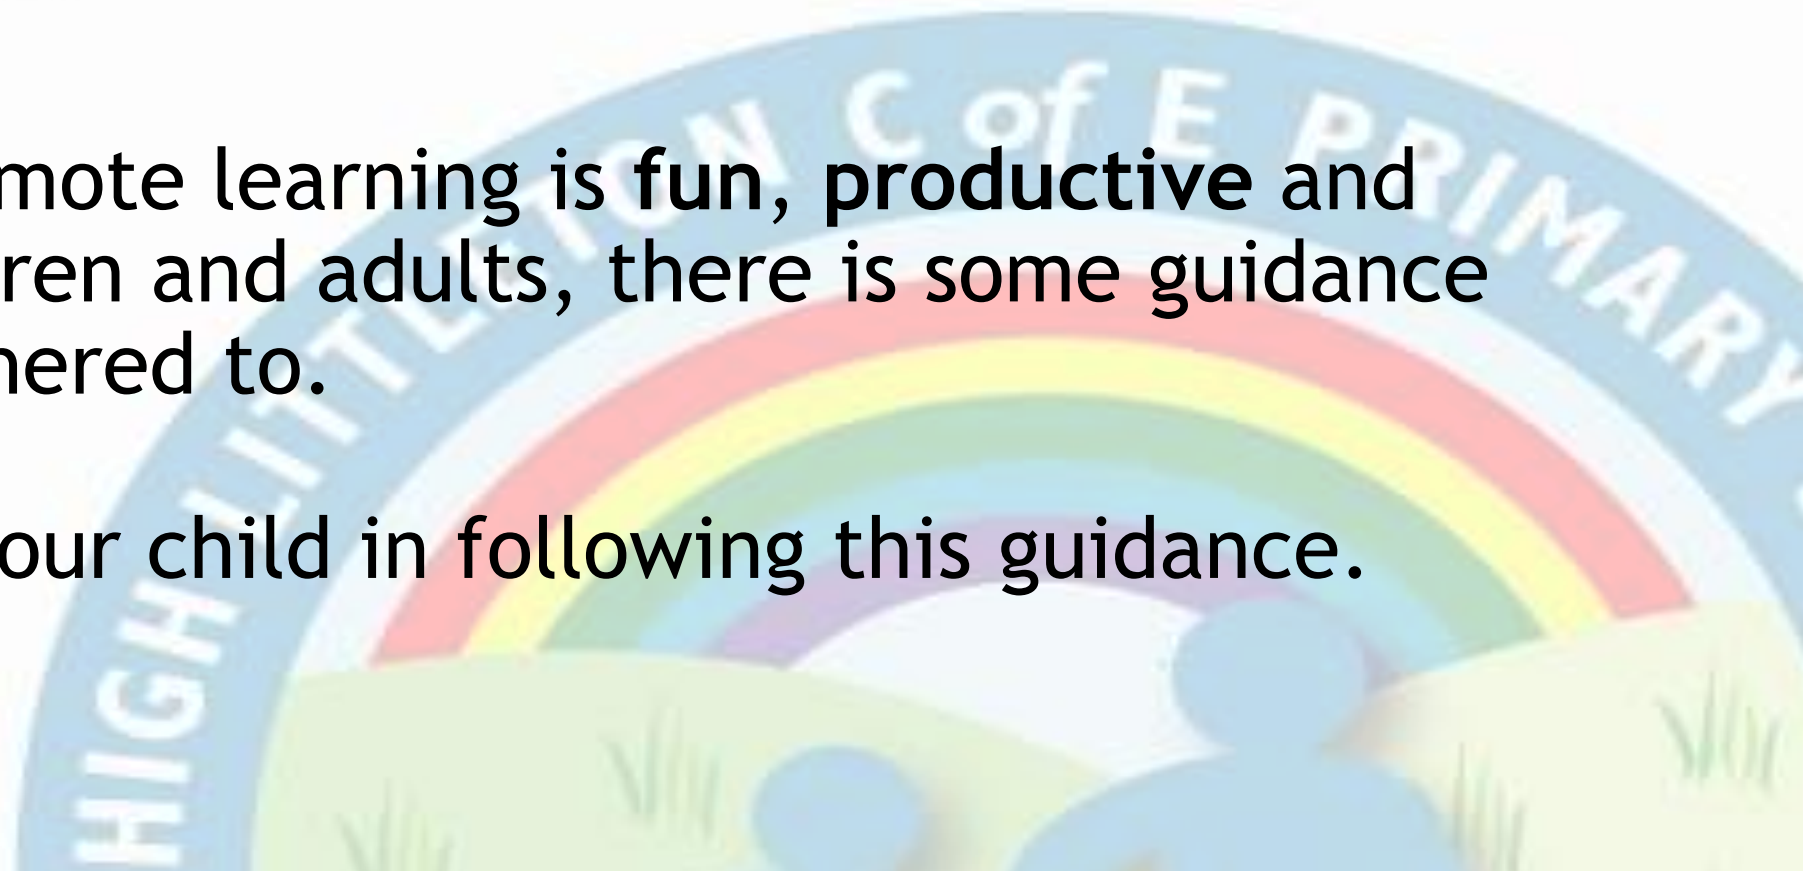 mote learning is fun, productive and
ren and adults, there is some guidance
hered to.
our child in following this guidance.
HIGH LITTLETON C of E PRIMARY